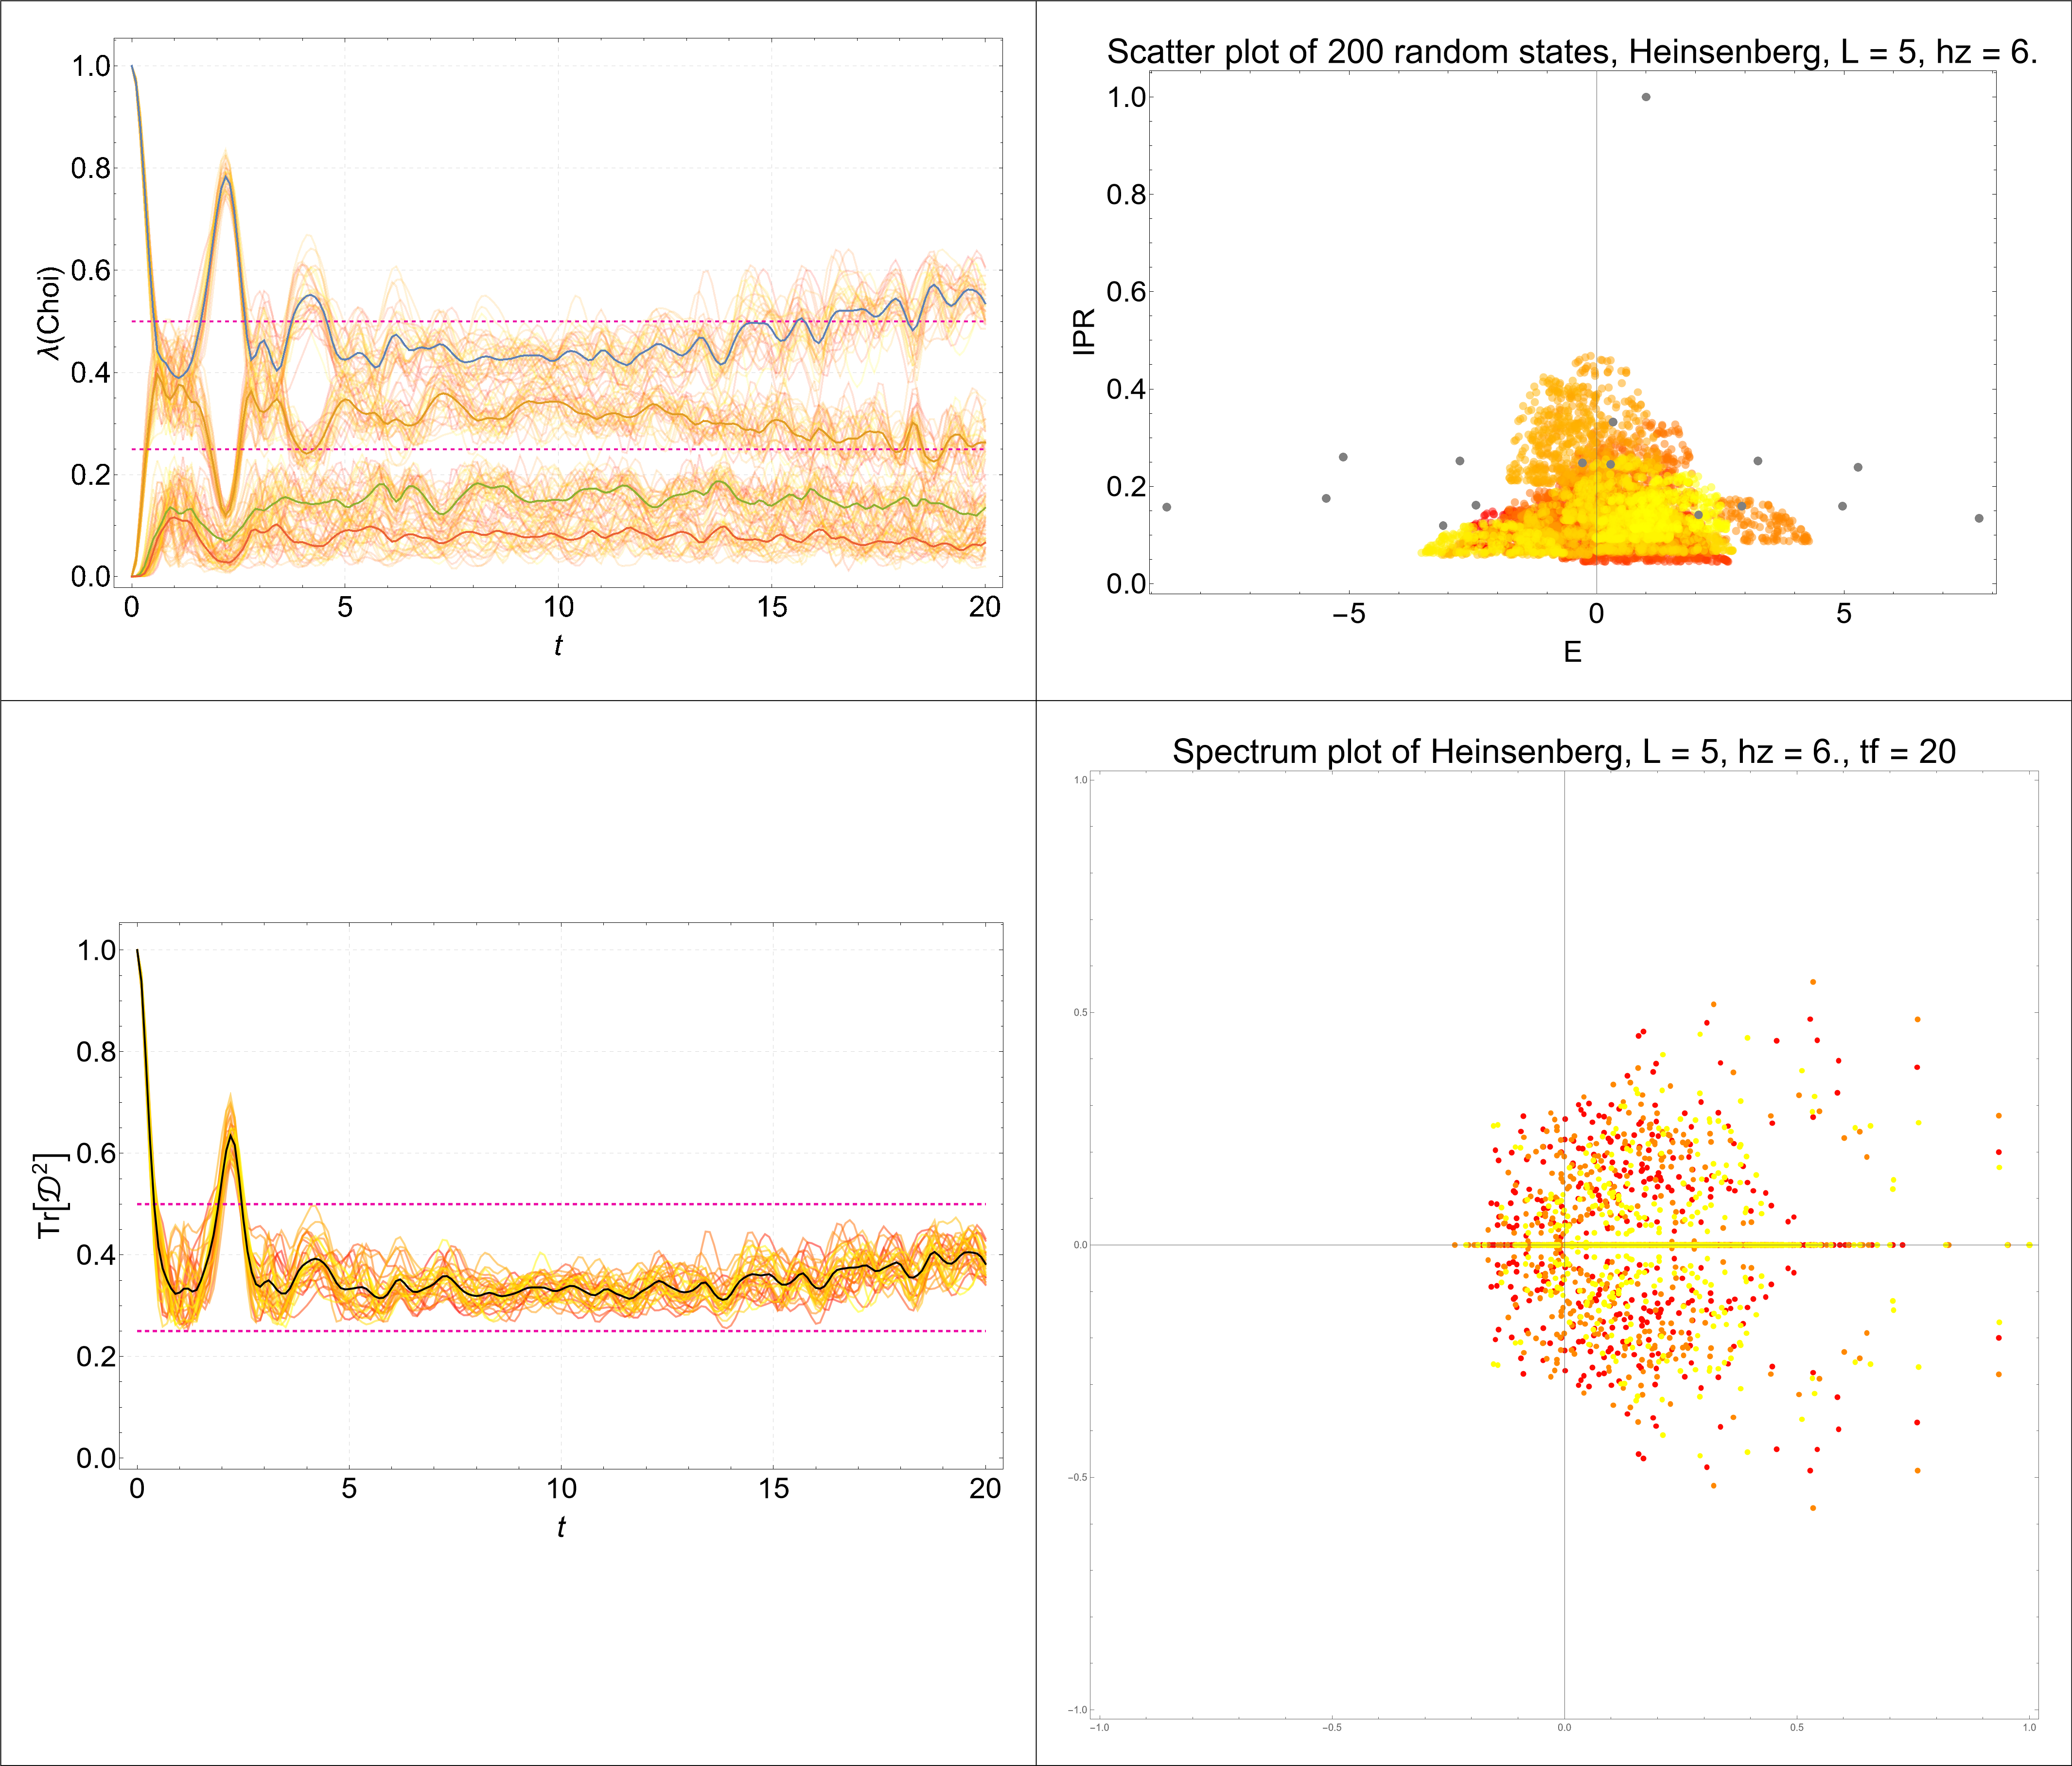 1.0
0.8
0.6
0.4
0.2
0.0
λ(Choi)
0 5 10 15 20
t
Scatter plot of 200 random states, Heinsenberg, L = 5, hz = 6.
1.0
0.8
0.6
0.4
0.2
0.0
IPR
−5 0 5
E
1.0
0.8
0.6
0.4
0.2
0.0
Tr[𝒟²]
0 5 10 15 20
t
Spectrum plot of Heinsenberg, L = 5, hz = 6., tf = 20
1.0
0.5
0.0
−0.5
−1.0
−1.0 −0.5 0.0 0.5 1.0